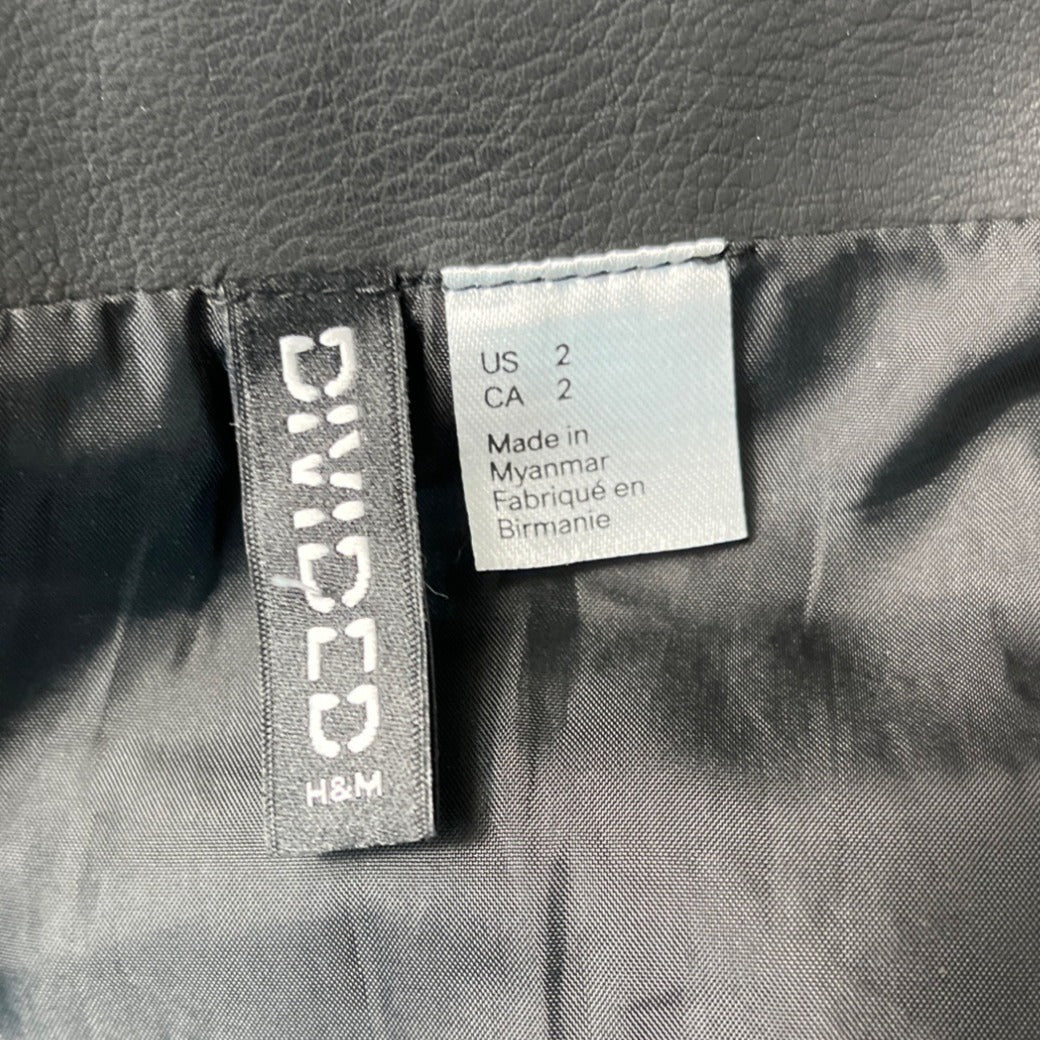 DIVIDED
H&M
US 2
CA 2
Made in
Myanmar
Fabriqué en
Birmanie